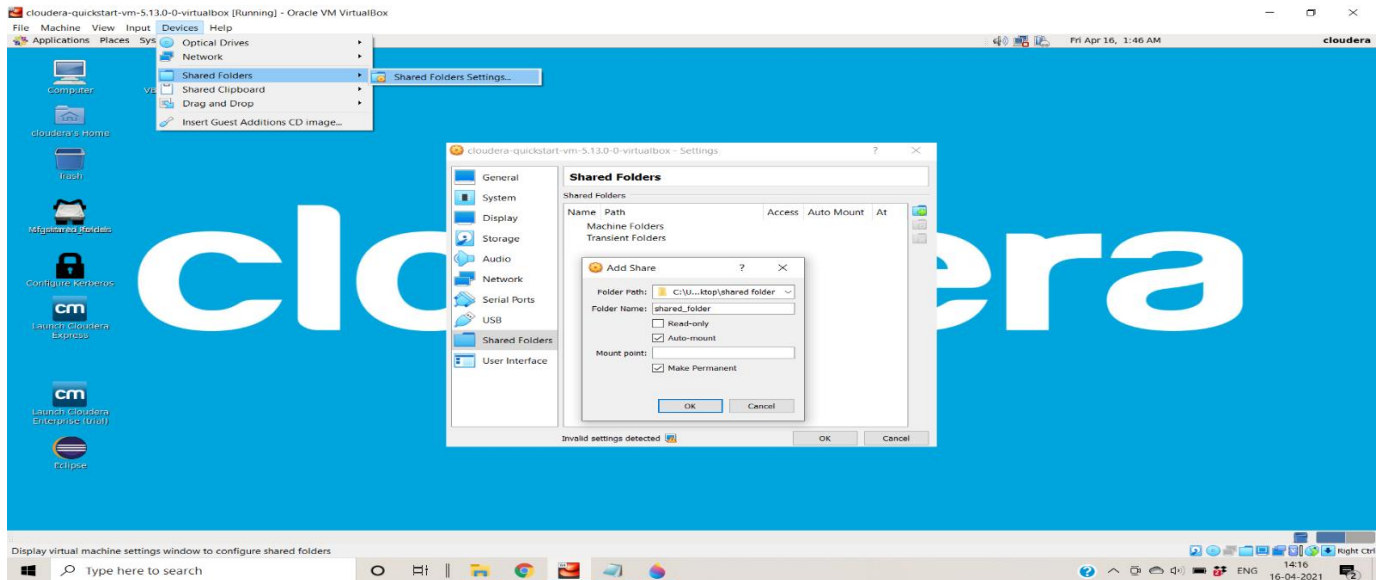 cloudera-quickstart-vm-5.13.0-0-virtualbox [Running] - Oracle VM VirtualBox
File Machine View Input Devices Help
Applications Places Sys
Fri Apr 16, 1:46 AM
cloudera
Optical Drives
Network
Shared Folders
Shared Folders Settings...
Shared Clipboard
Drag and Drop
Insert Guest Additions CD image...
Computer
cloudera's Home
Trash
Configure Kerberos
cm
Launch Cloudera
Express
cm
Launch Cloudera
Enterprise (trial)
Eclipse
cloudera-quickstart-vm-5.13.0-0-virtualbox - Settings
? ×
General
System
Display
Storage
Audio
Network
Serial Ports
USB
Shared Folders
User Interface
Shared Folders
Shared Folders
Name Path Access Auto Mount At
Machine Folders
Transient Folders
Add Share ? ×
Folder Path: C:\U...ktop\shared folder
Folder Name: shared_folder
Read-only
Auto-mount
Mount point:
Make Permanent
OK Cancel
Invalid settings detected
OK Cancel
Display virtual machine settings window to configure shared folders
Right Ctrl
Type here to search
ENG
14:16
16-04-2021
2